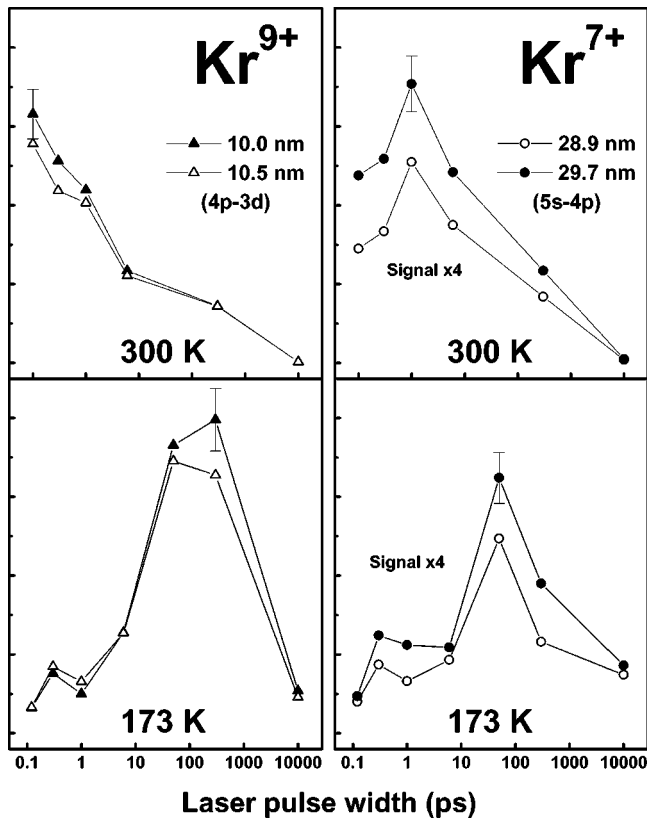 Kr9+
10.0 nm
10.5 nm
(4p-3d)
300 K
Kr7+
28.9 nm
29.7 nm
(5s-4p)
Signal x4
300 K
173 K
0.1 1 10 100 1000 10000
Signal x4
173 K
0.1 1 10 100 1000 10000
Laser pulse width (ps)